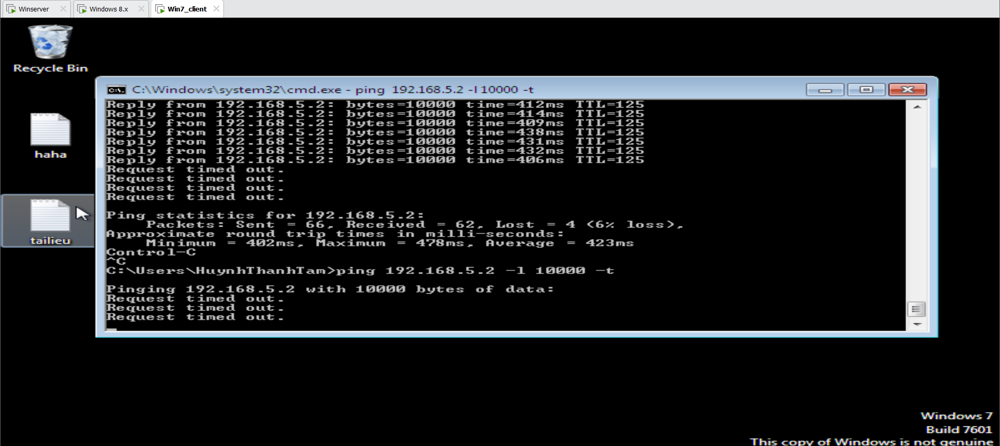 Winserver
Windows 8.x
Win7_client
Recycle Bin
haha
tailieu
C:\Windows\system32\cmd.exe - ping  192.168.5.2 -l 10000 -t
Reply from 192.168.5.2: bytes=10000 time=412ms TTL=125
Reply from 192.168.5.2: bytes=10000 time=414ms TTL=125
Reply from 192.168.5.2: bytes=10000 time=409ms TTL=125
Reply from 192.168.5.2: bytes=10000 time=438ms TTL=125
Reply from 192.168.5.2: bytes=10000 time=431ms TTL=125
Reply from 192.168.5.2: bytes=10000 time=432ms TTL=125
Reply from 192.168.5.2: bytes=10000 time=406ms TTL=125
Request timed out.
Request timed out.
Request timed out.
Request timed out.
Ping statistics for 192.168.5.2:
Packets: Sent = 66, Received = 62, Lost = 4 (6% loss),
Approximate round trip times in milli-seconds:
Minimum = 402ms, Maximum = 478ms, Average = 423ms
Control-C
^C
C:\Users\HuynhThanhTam>ping 192.168.5.2 -l 10000 -t
Pinging 192.168.5.2 with 10000 bytes of data:
Request timed out.
Request timed out.
Request timed out.
Windows 7
Build 7601
This copy of Windows is not genuine